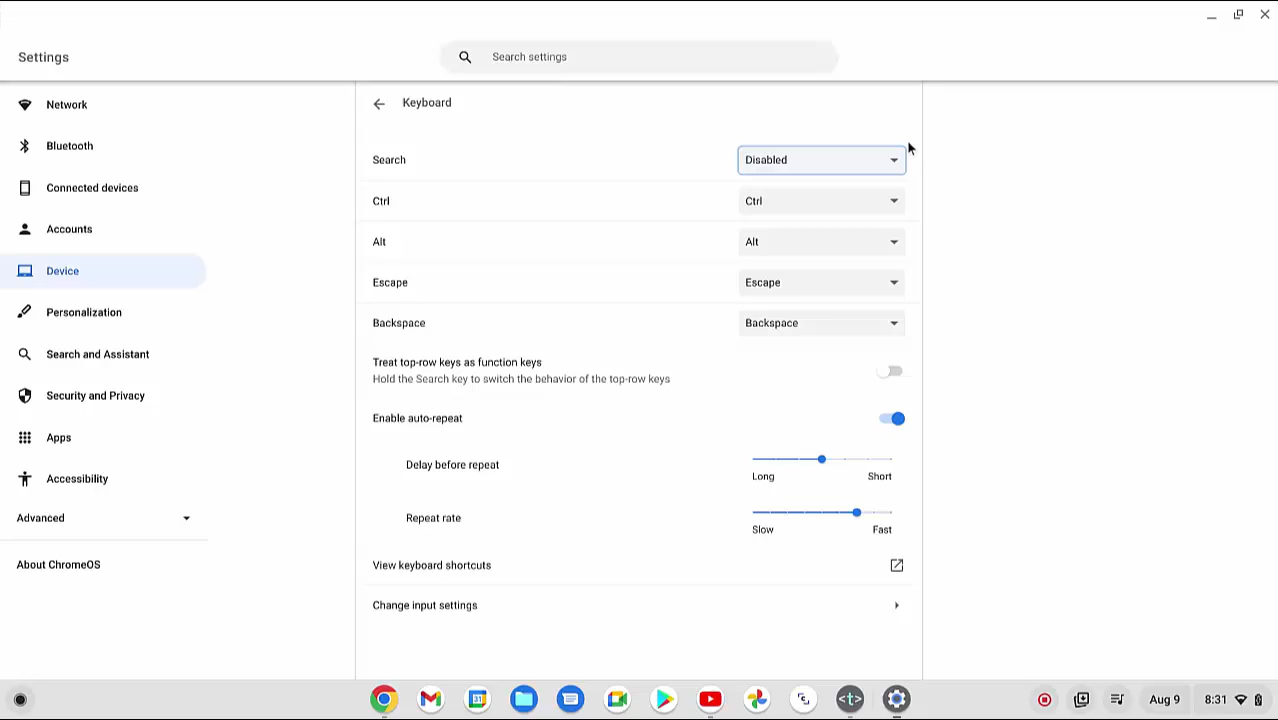 Settings
Search settings
Network
Bluetooth
Connected devices
Accounts
Device
Personalization
Search and Assistant
Security and Privacy
Apps
Accessibility
Advanced
About ChromeOS
Keyboard
Search Disabled
Ctrl Ctrl
Alt Alt
Escape Escape
Backspace Backspace
Treat top-row keys as function keys
Hold the Search key to switch the behavior of the top-row keys
Enable auto-repeat
Delay before repeat
Long Short
Repeat rate
Slow Fast
View keyboard shortcuts
Change input settings
31
<t>
Aug 9 8:31